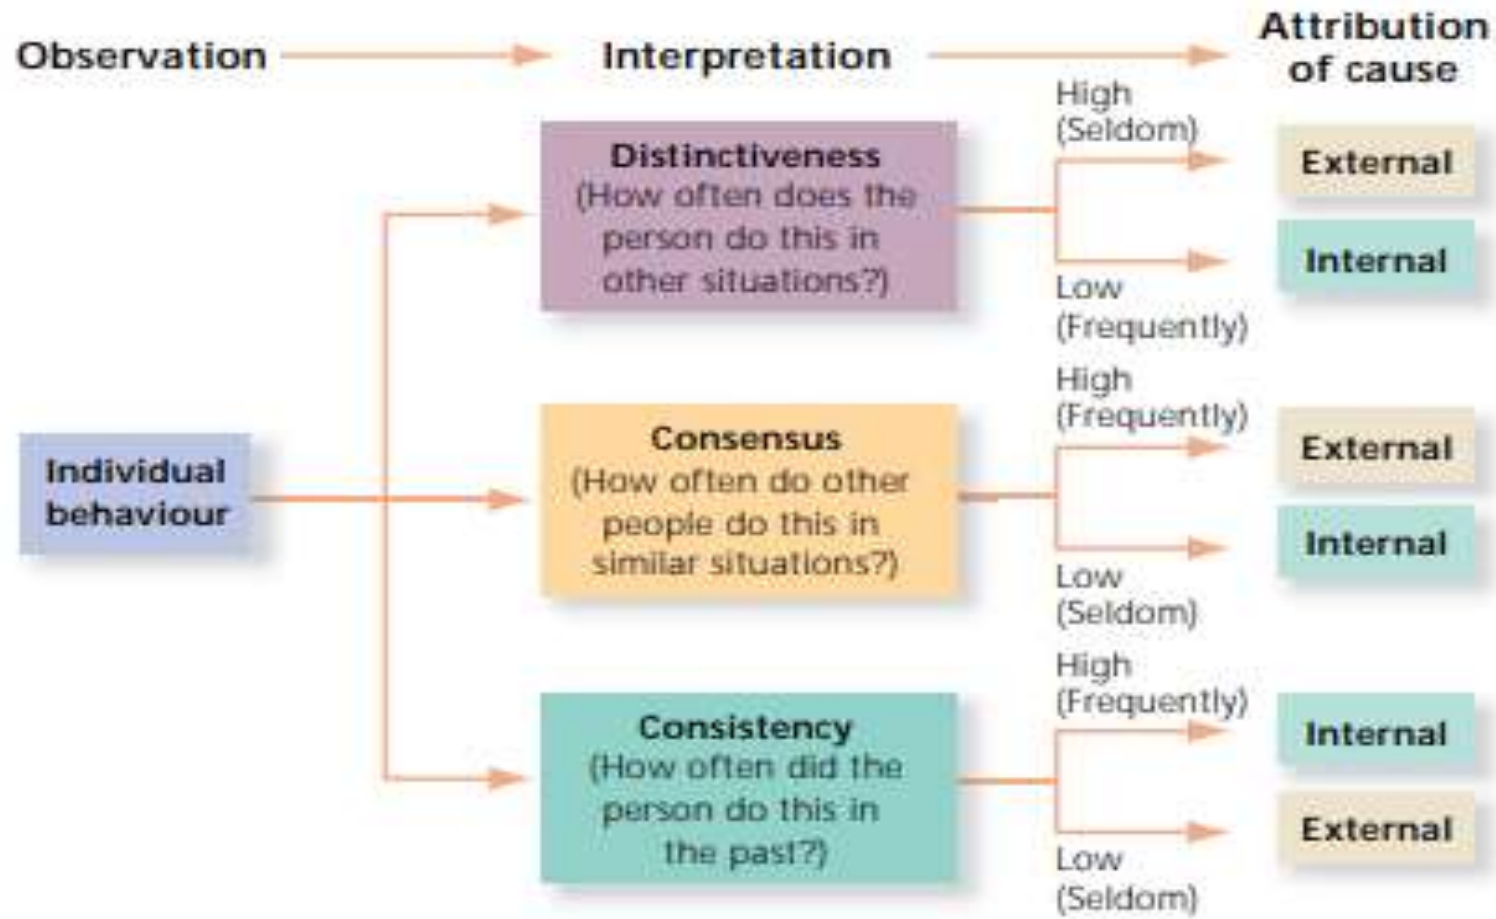 Observation
Interpretation
Attribution
of cause
Individual
behaviour
Distinctiveness
(How often does the
person do this in
other situations?)
High
(Seldom)
External
Low
(Frequently)
Internal
Consensus
(How often do other
people do this in
similar situations?)
High
(Frequently)
External
Low
(Seldom)
Internal
Consistency
(How often did the
person do this in
the past?)
High
(Frequently)
Internal
Low
(Seldom)
External